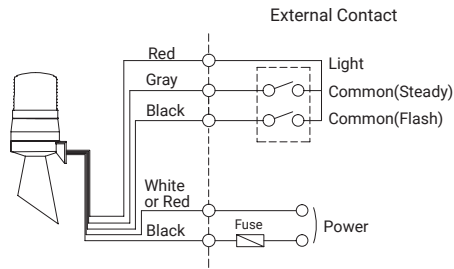 External Contact
Red
Light
Gray
Common(Steady)
Black
Common(Flash)
White
or Red
Fuse
Power
Black